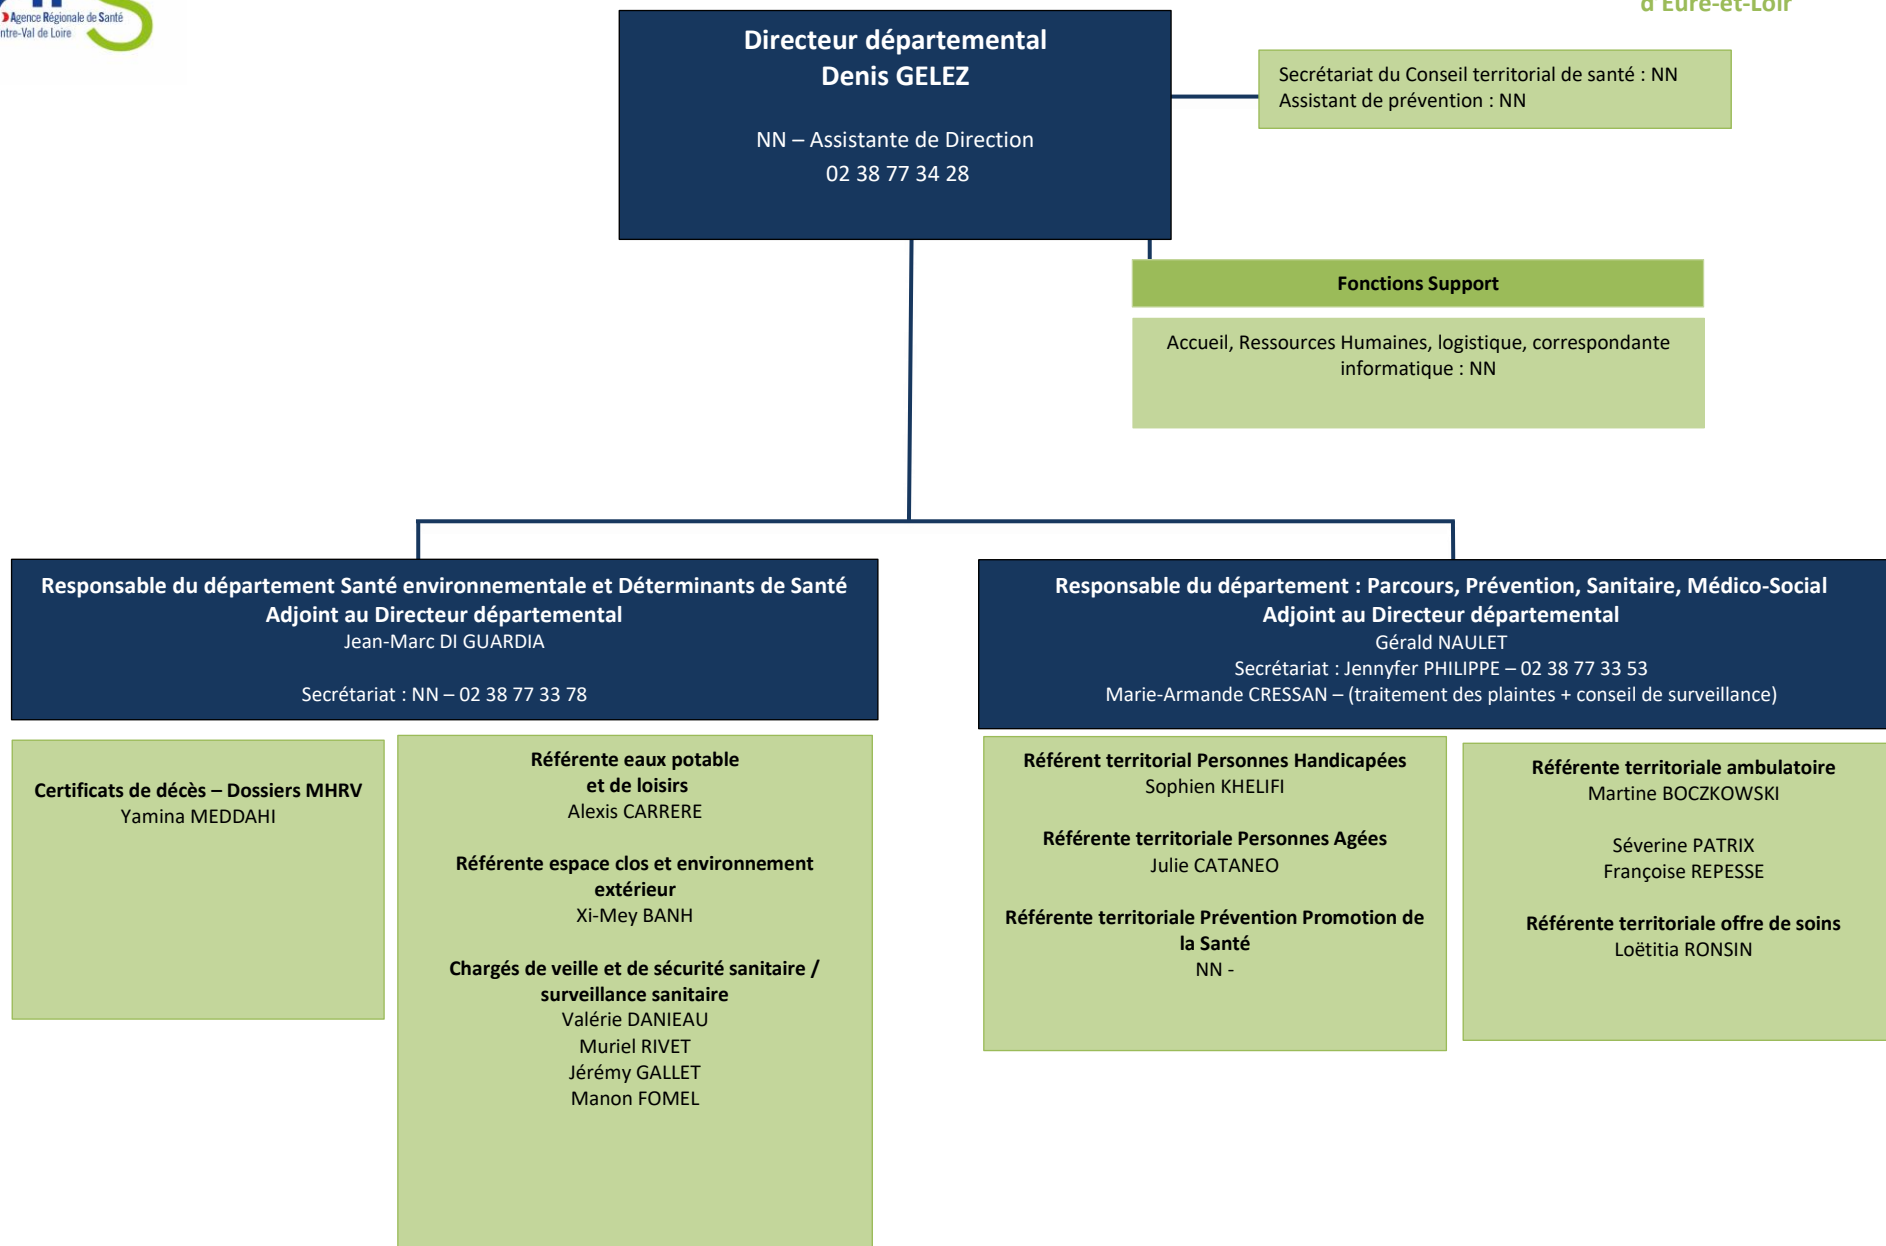 Agence Régionale de Santé
ntre-Val de Loire
d'Eure-et-Loir
Directeur départemental
Denis GELEZ
NN – Assistante de Direction
02 38 77 34 28
Secrétariat du Conseil territorial de santé : NN
Assistant de prévention : NN
Fonctions Support
Accueil, Ressources Humaines, logistique, correspondante
informatique : NN
Responsable du département Santé environnementale et Déterminants de Santé
Adjoint au Directeur départemental
Jean-Marc DI GUARDIA
Secrétariat : NN – 02 38 77 33 78
Certificats de décès – Dossiers MHRV
Yamina MEDDAHI
Référente eaux potable
et de loisirs
Alexis CARRERE
Référente espace clos et environnement
extérieur
Xi-Mey BANH
Chargés de veille et de sécurité sanitaire /
surveillance sanitaire
Valérie DANIEAU
Muriel RIVET
Jérémy GALLET
Manon FOMEL
Responsable du département : Parcours, Prévention, Sanitaire, Médico-Social
Adjoint au Directeur départemental
Gérald NAULET
Secrétariat : Jennyfer PHILIPPE – 02 38 77 33 53
Marie-Armande CRESSAN – (traitement des plaintes + conseil de surveillance)
Référent territorial Personnes Handicapées
Sophien KHELIFI
Référente territoriale Personnes Agées
Julie CATANEO
Référente territoriale Prévention Promotion de
la Santé
NN -
Référente territoriale ambulatoire
Martine BOCZKOWSKI
Séverine PATRIX
Françoise REPESSE
Référente territoriale offre de soins
Loëtitia RONSIN